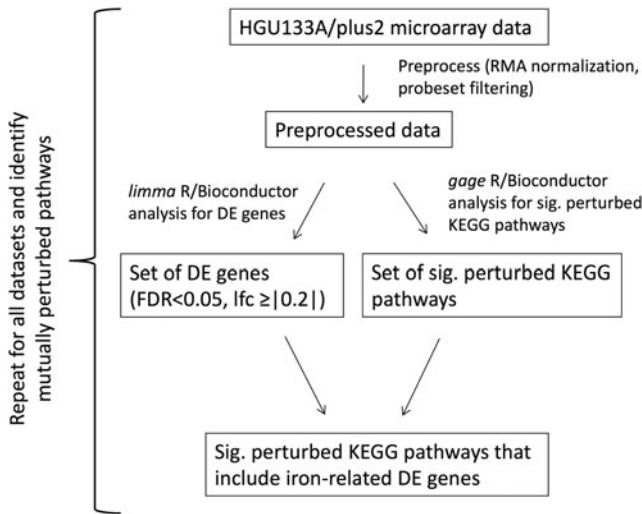 Repeat for all datasets and identify
mutually perturbed pathways
HGU133A/plus2 microarray data
Preprocess (RMA normalization,
probeset filtering)
Preprocessed data
limma R/Bioconductor
analysis for DE genes
gage R/Bioconductor
analysis for sig. perturbed
KEGG pathways
Set of DE genes
(FDR<0.05, lfc ≥|0.2|)
Set of sig. perturbed KEGG
pathways
Sig. perturbed KEGG pathways that
include iron-related DE genes